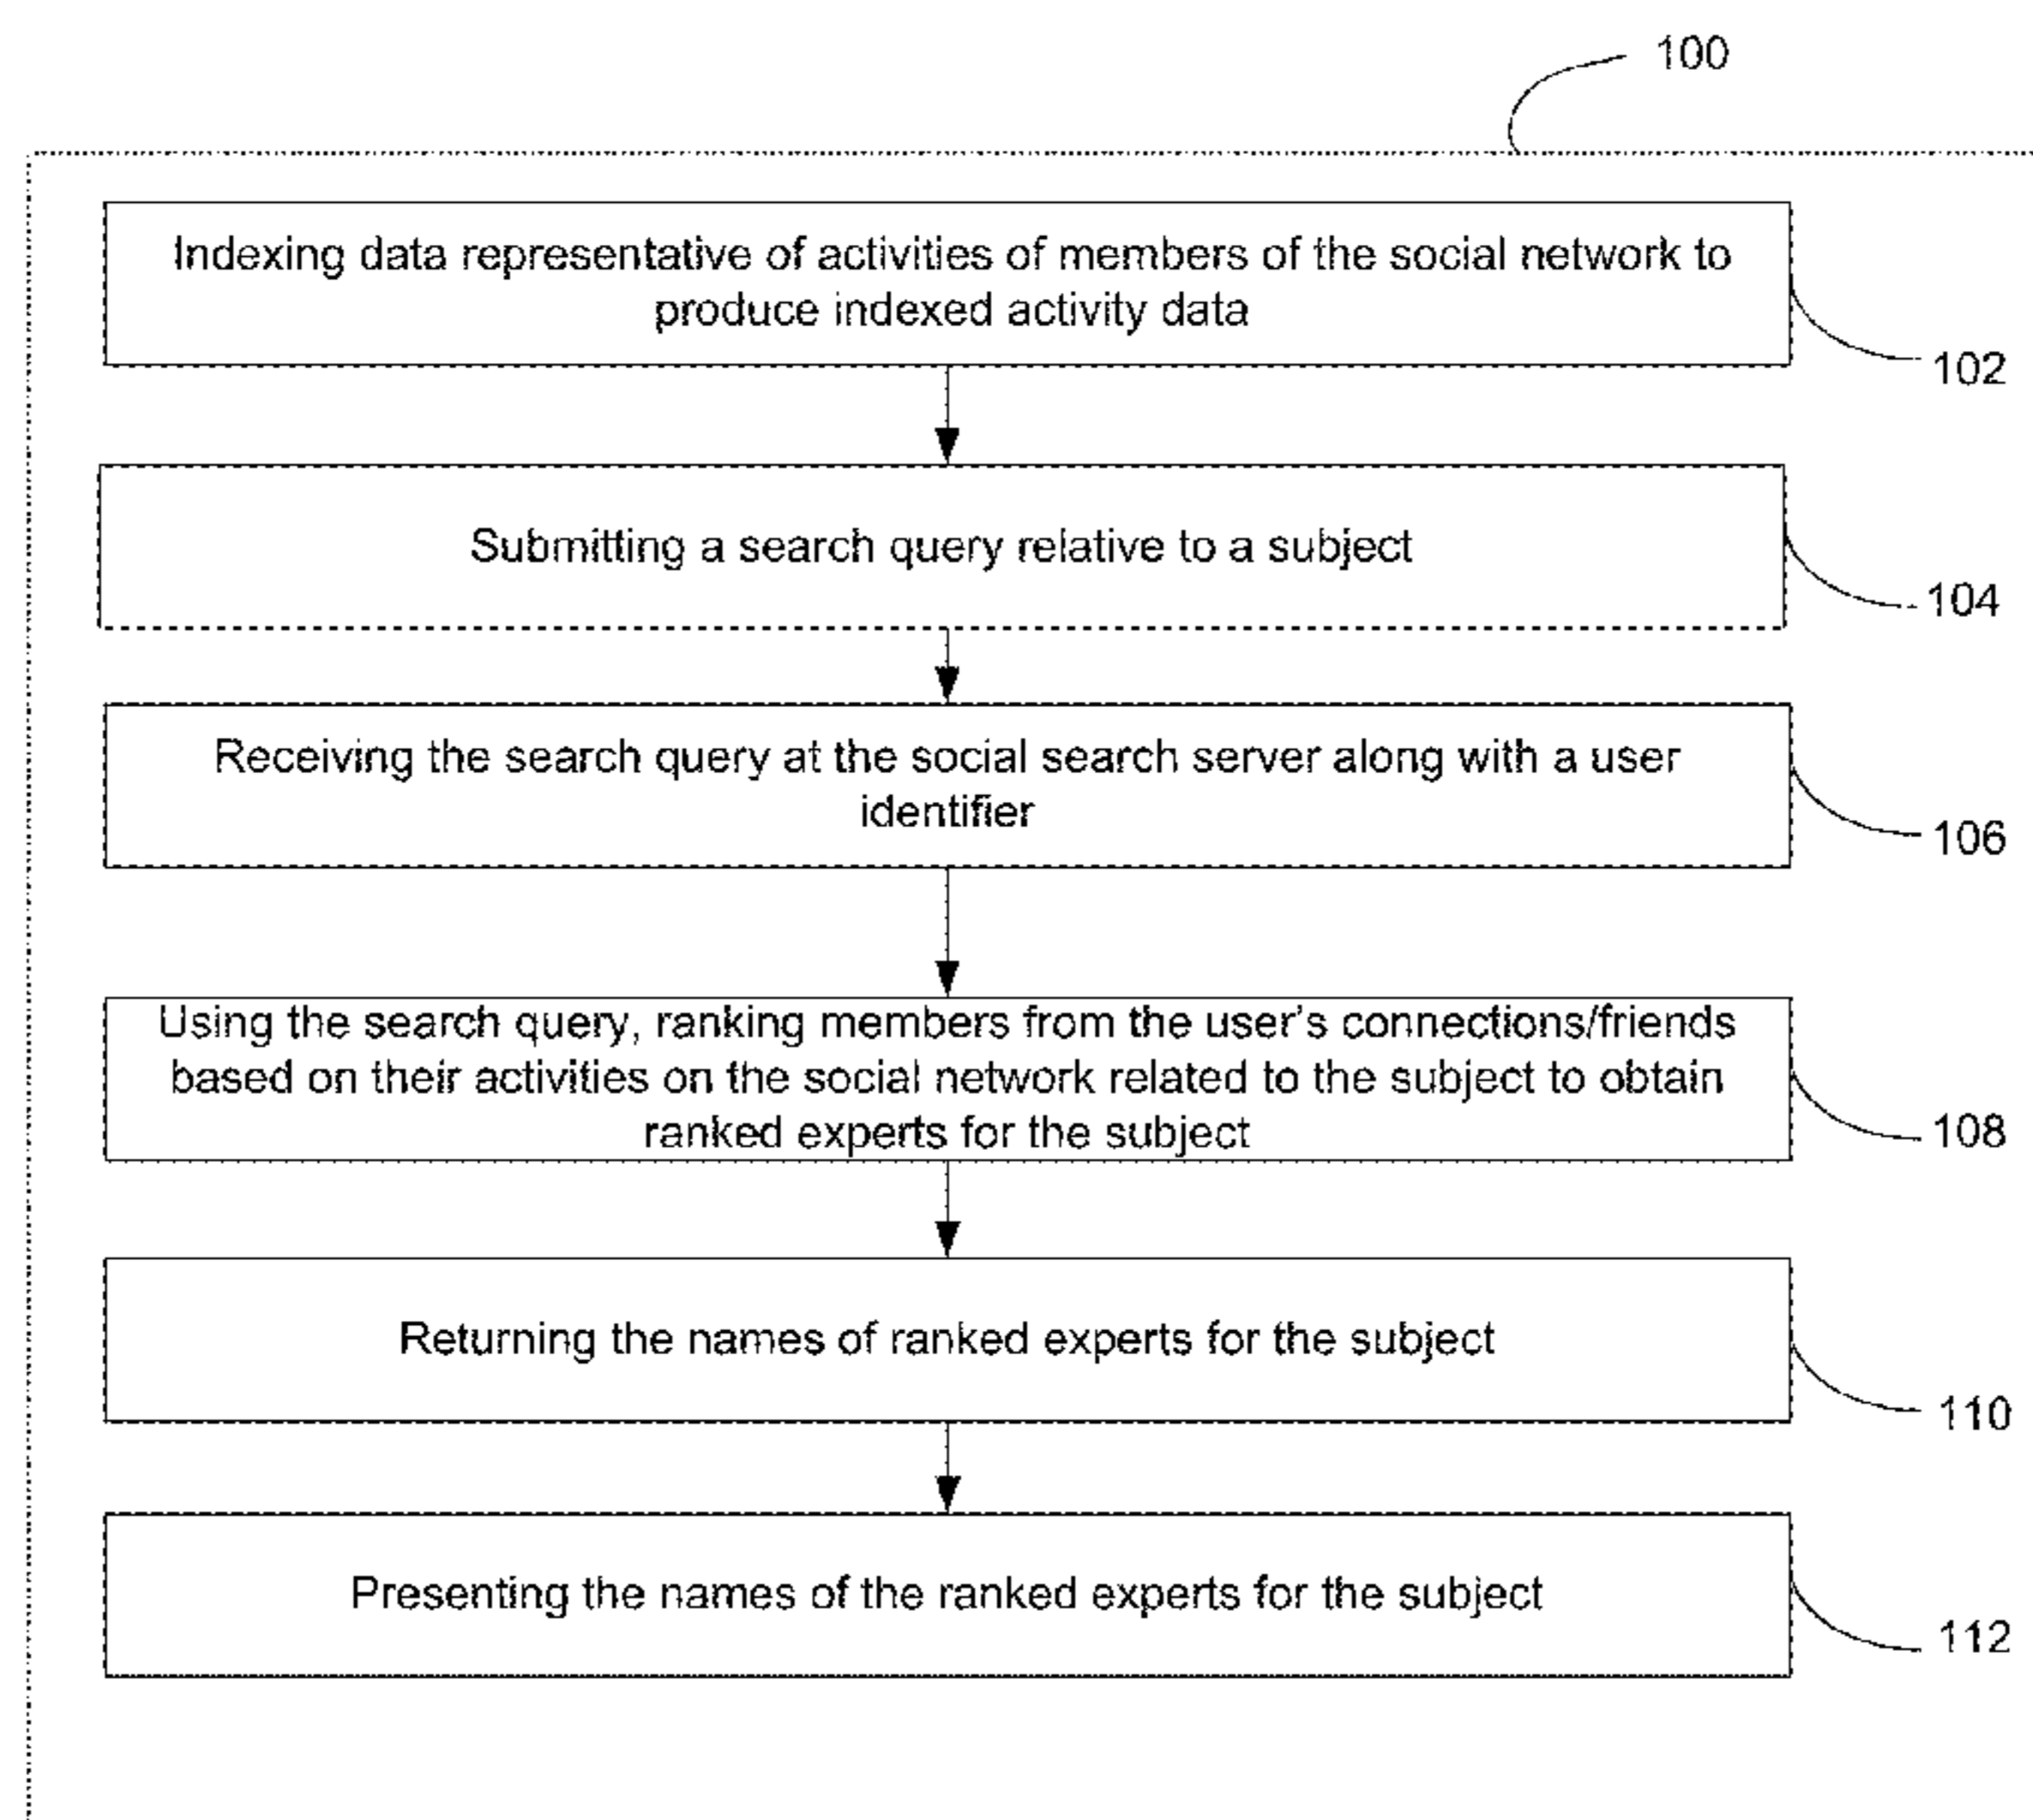 100
Indexing data representative of activities of members of the social network to
produce indexed activity data
102
Submitting a search query relative to a subject
104
Receiving the search query at the social search server along with a user
identifier
106
Using the search query, ranking members from the user's connections/friends
based on their activities on the social network related to the subject to obtain
ranked experts for the subject
108
Returning the names of ranked experts for the subject
110
Presenting the names of the ranked experts for the subject
112